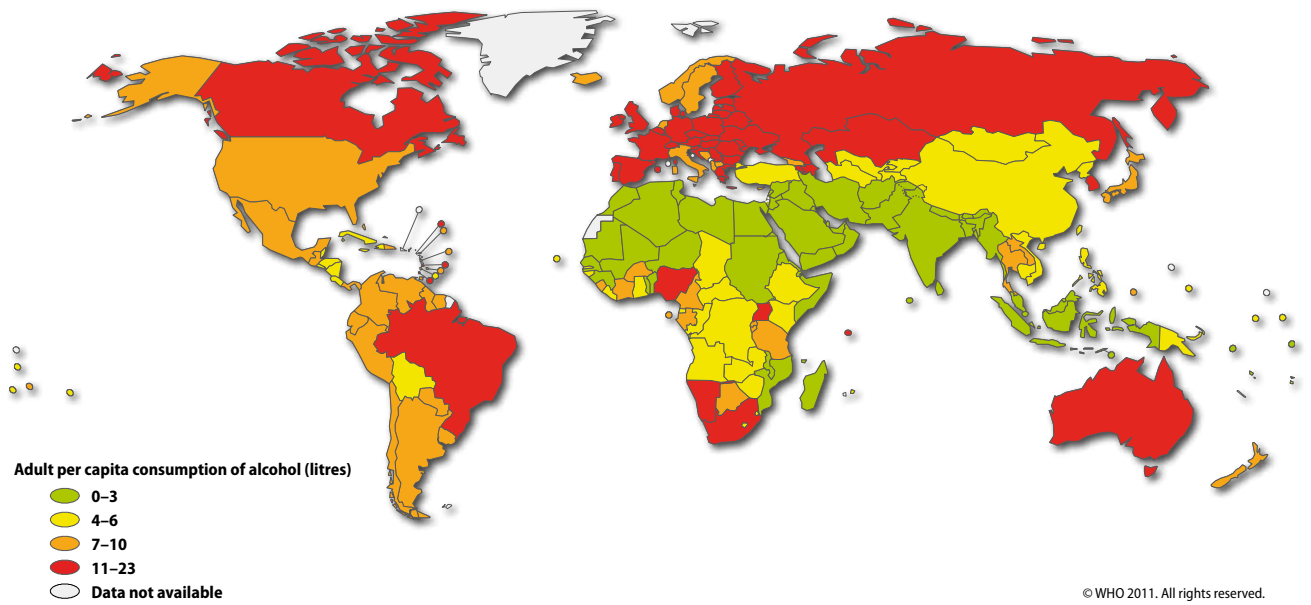 Adult per capita consumption of alcohol (litres)
0–3
4–6
7–10
11–23
Data not available
© WHO 2011. All rights reserved.